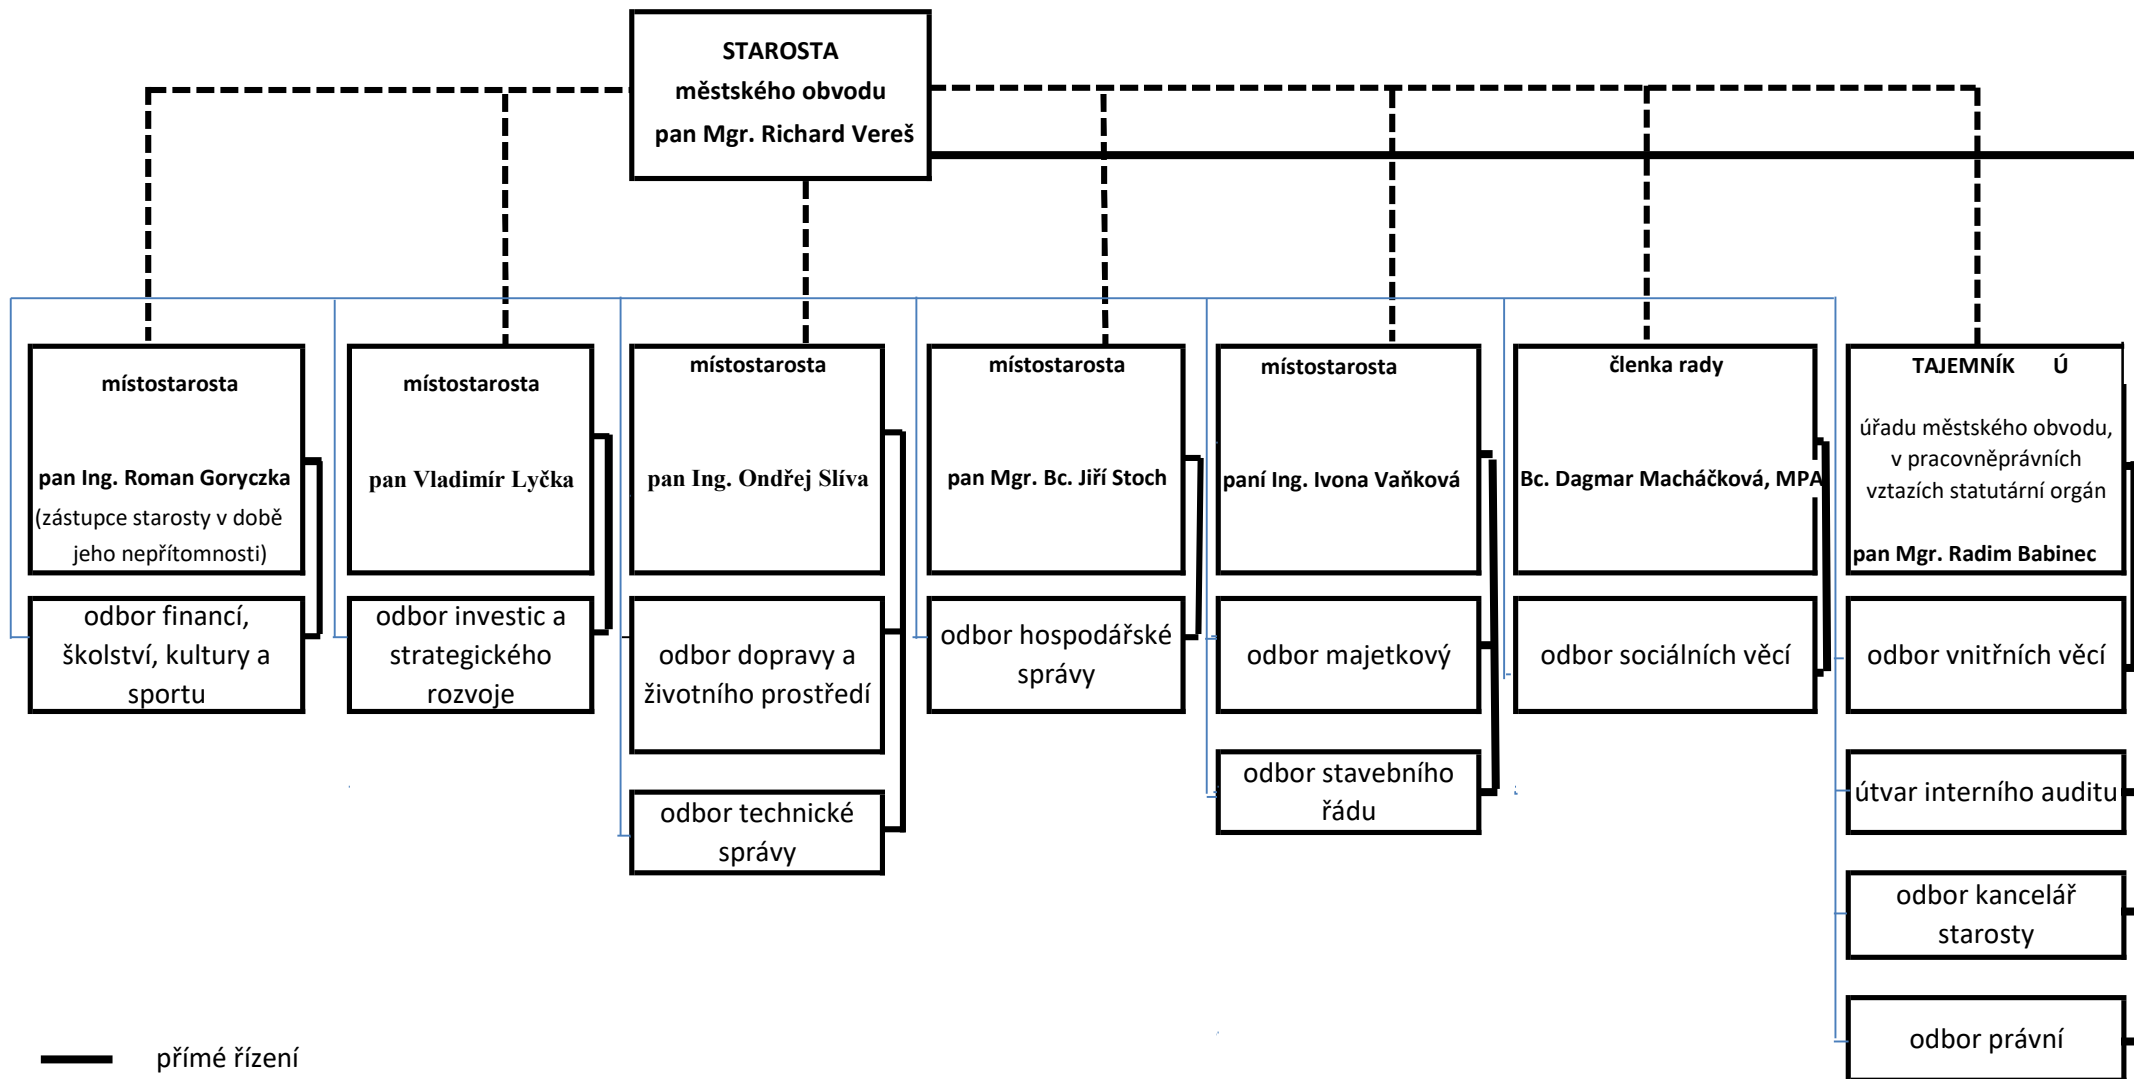 STAROSTA
městského obvodu
pan Mgr. Richard Vereš
místostarosta
pan Ing. Roman Goryczka
(zástupce starosty v době
jeho nepřítomnosti)
místostarosta
pan Vladimír Lyčka
místostarosta
pan Ing. Ondřej Slíva
místostarosta
pan Mgr. Bc. Jiří Stoch
místostarosta
paní Ing. Ivona Vaňková
členka rady
Bc. Dagmar Macháčková, MPA
TAJEMNÍK Ú
úřadu městského obvodu,
v pracovněprávních
vztazích statutární orgán
pan Mgr. Radim Babinec
odbor financí,
školství, kultury a
sportu
odbor investic a
strategického
rozvoje
odbor dopravy a
životního prostředí
odbor hospodářské
správy
odbor majetkový
odbor sociálních věcí
odbor vnitřních věcí
odbor technické
správy
odbor stavebního
řádu
útvar interního auditu
odbor kancelář
starosty
odbor právní
přímé řízení